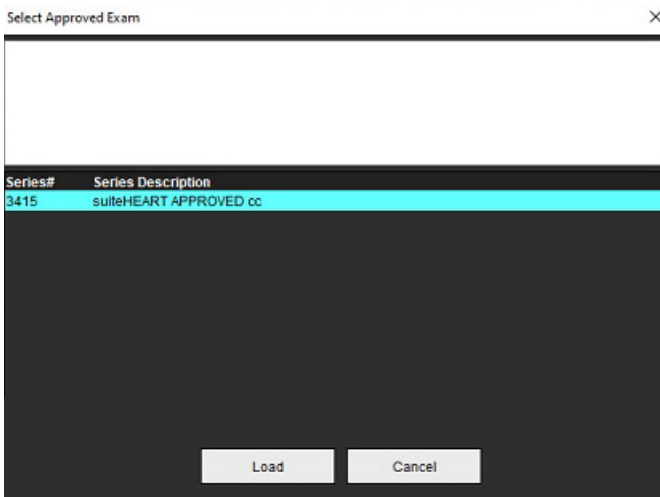 Select Approved Exam
Series# Series Description
3415 suiteHEART APPROVED cc
Load Cancel